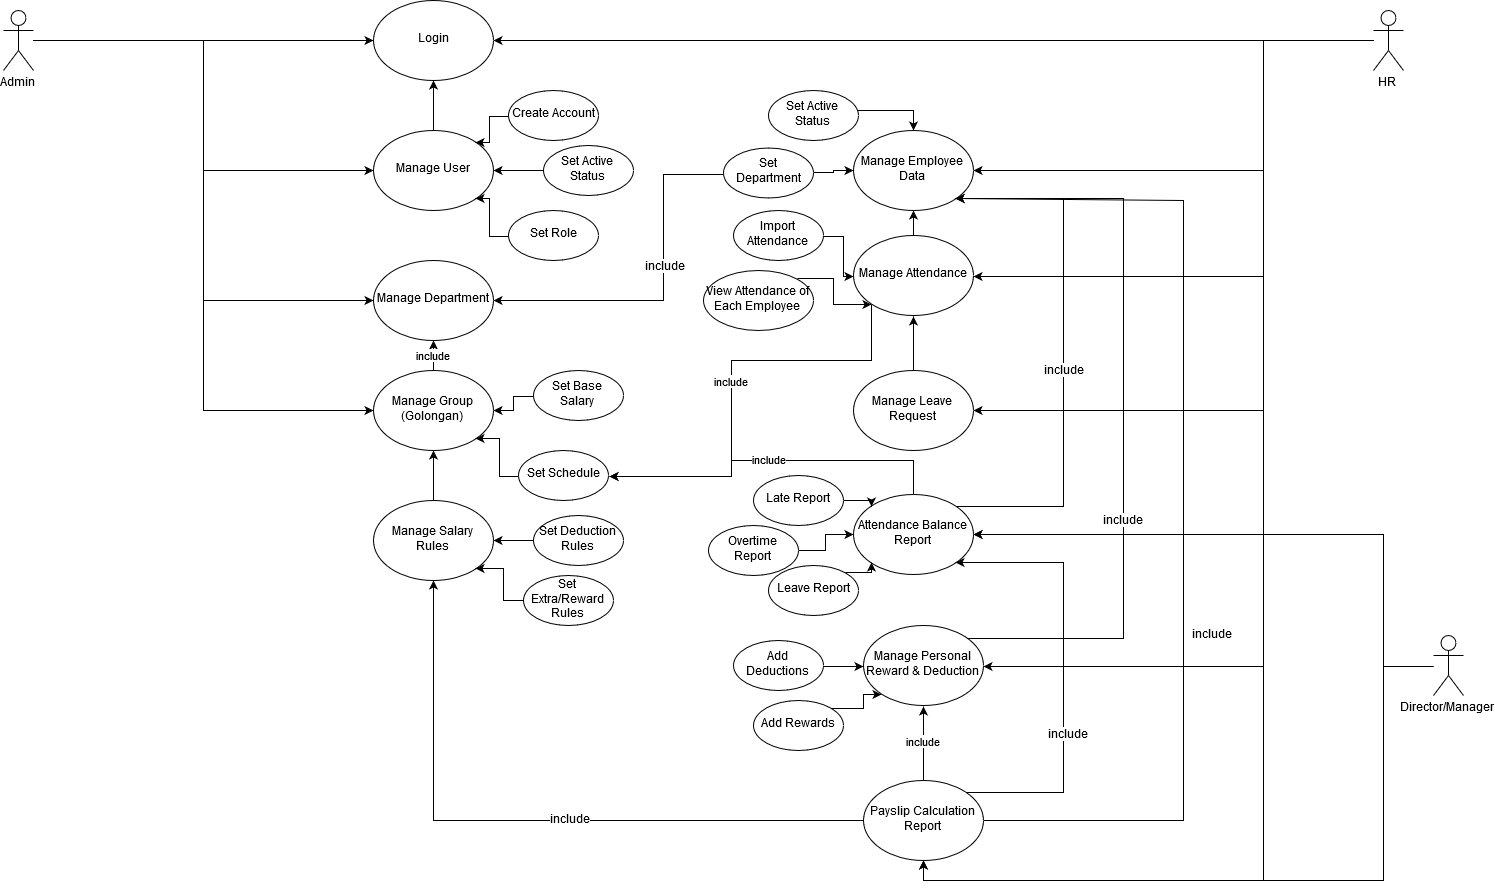 Login
Admin
HR
Create Account
Set Active
Status
Manage User
Set Active
Status
Set Role
Manage Employee
Data
Set
Department
Import
Attendance
Manage Attendance
include
View Attendance of
Each Employee
Manage Department
include
include
include
Manage Group
(Golongan)
Set Base
Salary
Manage Leave
Request
include
Set Schedule
Late Report
Manage Salary
Rules
Set Deduction
Rules
Overtime
Report
Attendance Balance
Report
include
Set
Extra/Reward
Rules
Leave Report
include
Add
Deductions
Manage Personal
Reward & Deduction
Director/Manager
Add Rewards
include
include
include
Payslip Calculation
Report